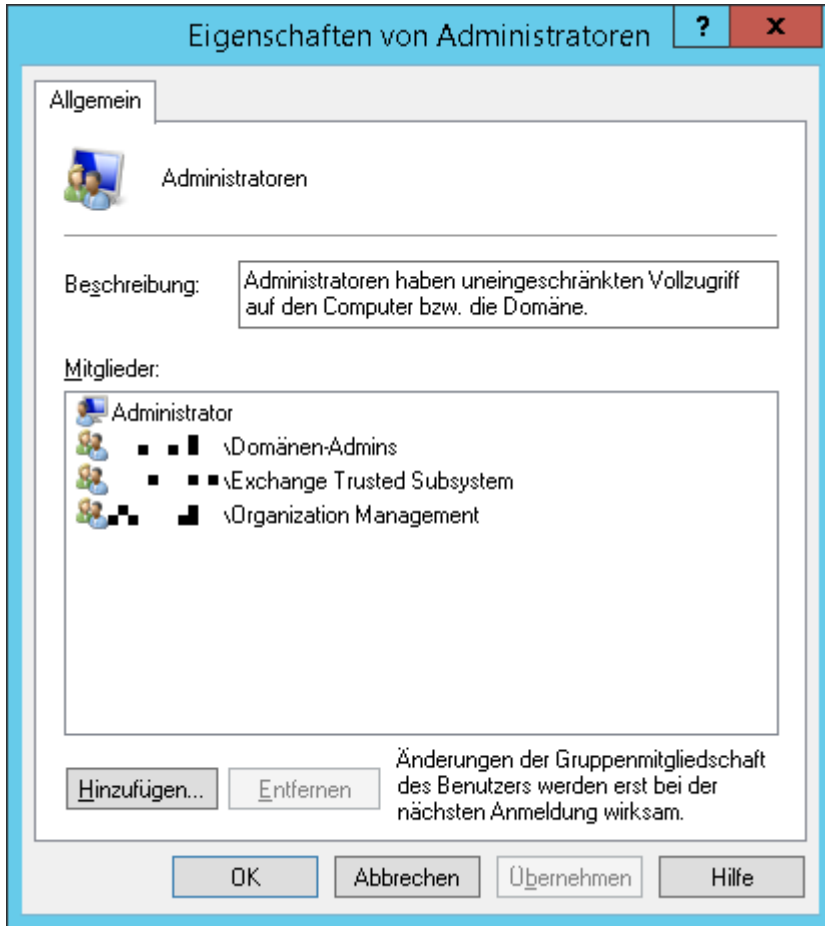 Eigenschaften von Administratoren
?
x
Allgemein
Administratoren
Beschreibung:
Administratoren haben uneingeschränkten Vollzugriff
auf den Computer bzw. die Domäne.
Mitglieder:
Administrator
\Domänen-Admins
\Exchange Trusted Subsystem
\Organization Management
Änderungen der Gruppenmitgliedschaft
des Benutzers werden erst bei der
nächsten Anmeldung wirksam.
Hinzufügen...
Entfernen
OK
Abbrechen
Übernehmen
Hilfe